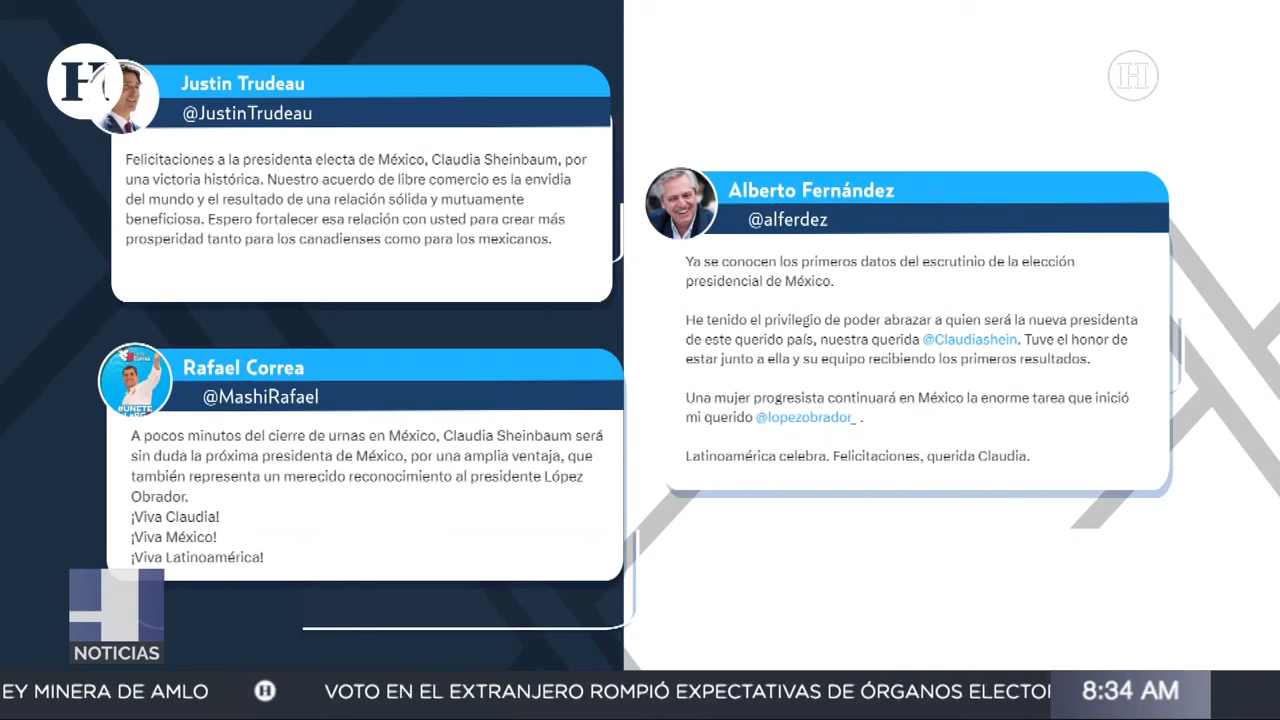 H
Justin Trudeau
@JustinTrudeau
Felicitaciones a la presidenta electa de México, Claudia Sheinbaum, por
una victoria histórica. Nuestro acuerdo de libre comercio es la envidia
del mundo y el resultado de una relación sólida y mutuamente
beneficiosa. Espero fortalecer esa relación con usted para crear más
prosperidad tanto para los canadienses como para los mexicanos.
Rafael Correa
@MashiRafael
Correa
#ÚNETE
A pocos minutos del cierre de urnas en México, Claudia Sheinbaum será
sin duda la próxima presidenta de México, por una amplia ventaja, que
también representa un merecido reconocimiento al presidente López
Obrador.
¡Viva Claudia!
¡Viva México!
¡Viva Latinoamérica!
H
Alberto Fernández
@alferdez
Ya se conocen los primeros datos del escrutinio de la elección
presidencial de México.
He tenido el privilegio de poder abrazar a quien será la nueva presidenta
de este querido país, nuestra querida @Claudiashein. Tuve el honor de
estar junto a ella y su equipo recibiendo los primeros resultados.
Una mujer progresista continuará en México la enorme tarea que inició
mi querido @lopezobrador_ .
Latinoamérica celebra. Felicitaciones, querida Claudia.
NOTICIAS
EY MINERA DE AMLO H VOTO EN EL EXTRANJERO ROMPIÓ EXPECTATIVAS DE ÓRGANOS ELECTO
8:34 AM